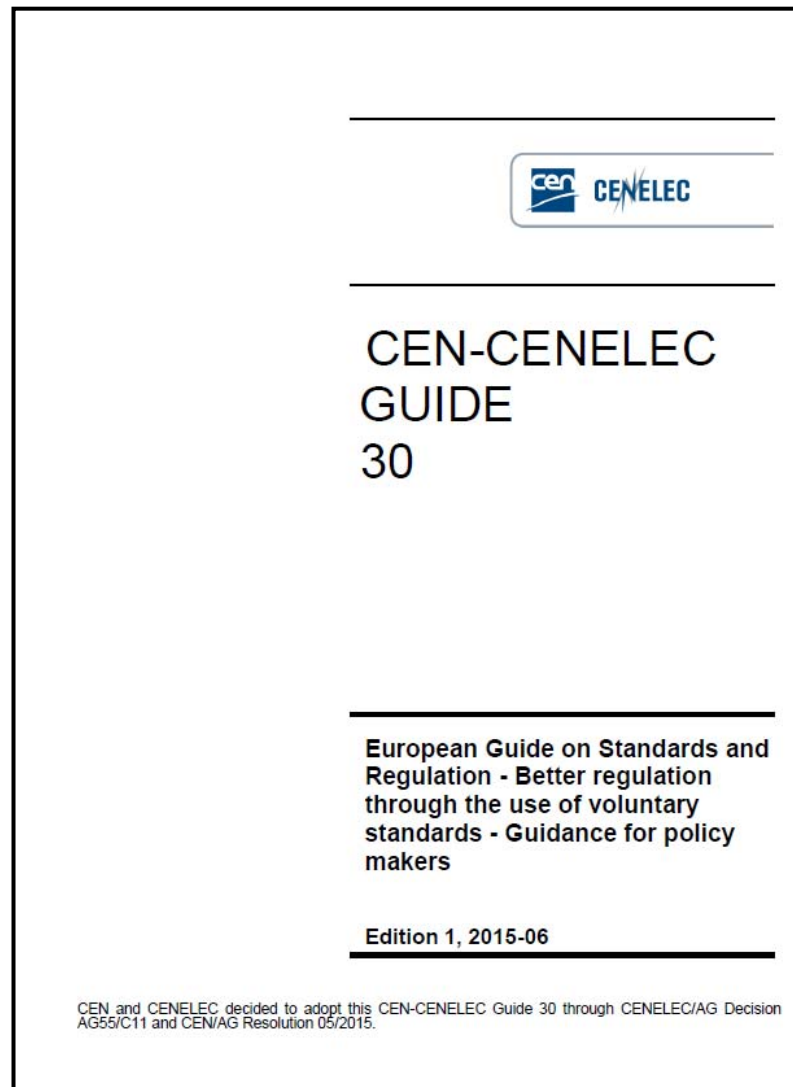 cen CENELEC
CEN-CENELEC
GUIDE
30
European Guide on Standards and
Regulation - Better regulation
through the use of voluntary
standards - Guidance for policy
makers
Edition 1, 2015-06
CEN and CENELEC decided to adopt this CEN-CENELEC Guide 30 through CENELEC/AG Decision
AG55/C11 and CEN/AG Resolution 05/2015.